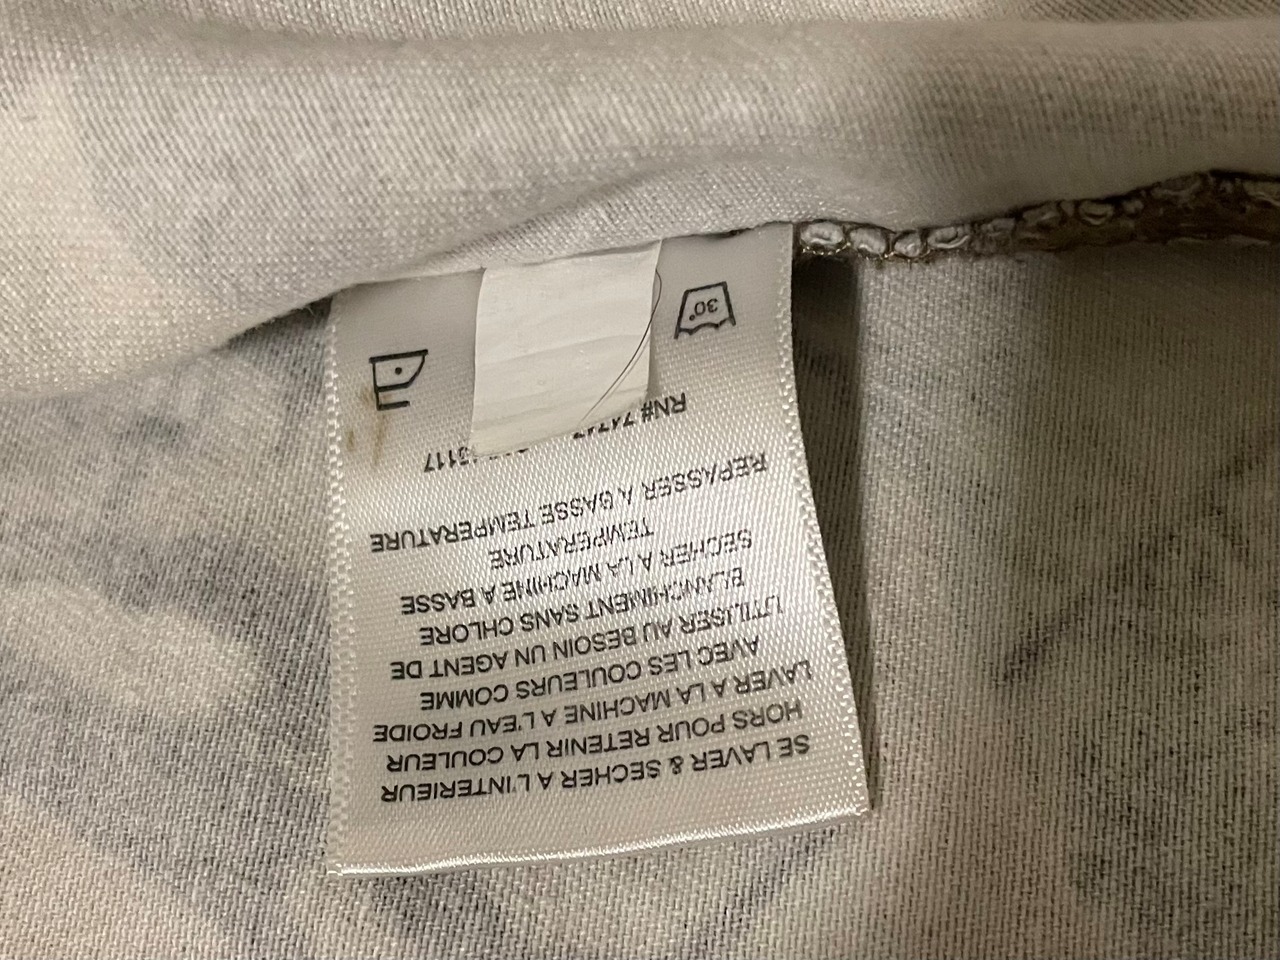 SE LAVER & SECHER A L'INTERIEUR
HORS POUR RETENIR LA COULEUR
LAVER A LA MACHINE A L'EAU FROIDE
AVEC LES COULEURS COMME
UTILISER AU BESOIN UN AGENT DE
BLANCHIMENT SANS CHLORE
SECHER A LA MACHINE A BASSE
TEMPERATURE
REPASSER A BASSE TEMPERATURE
RN#
30°